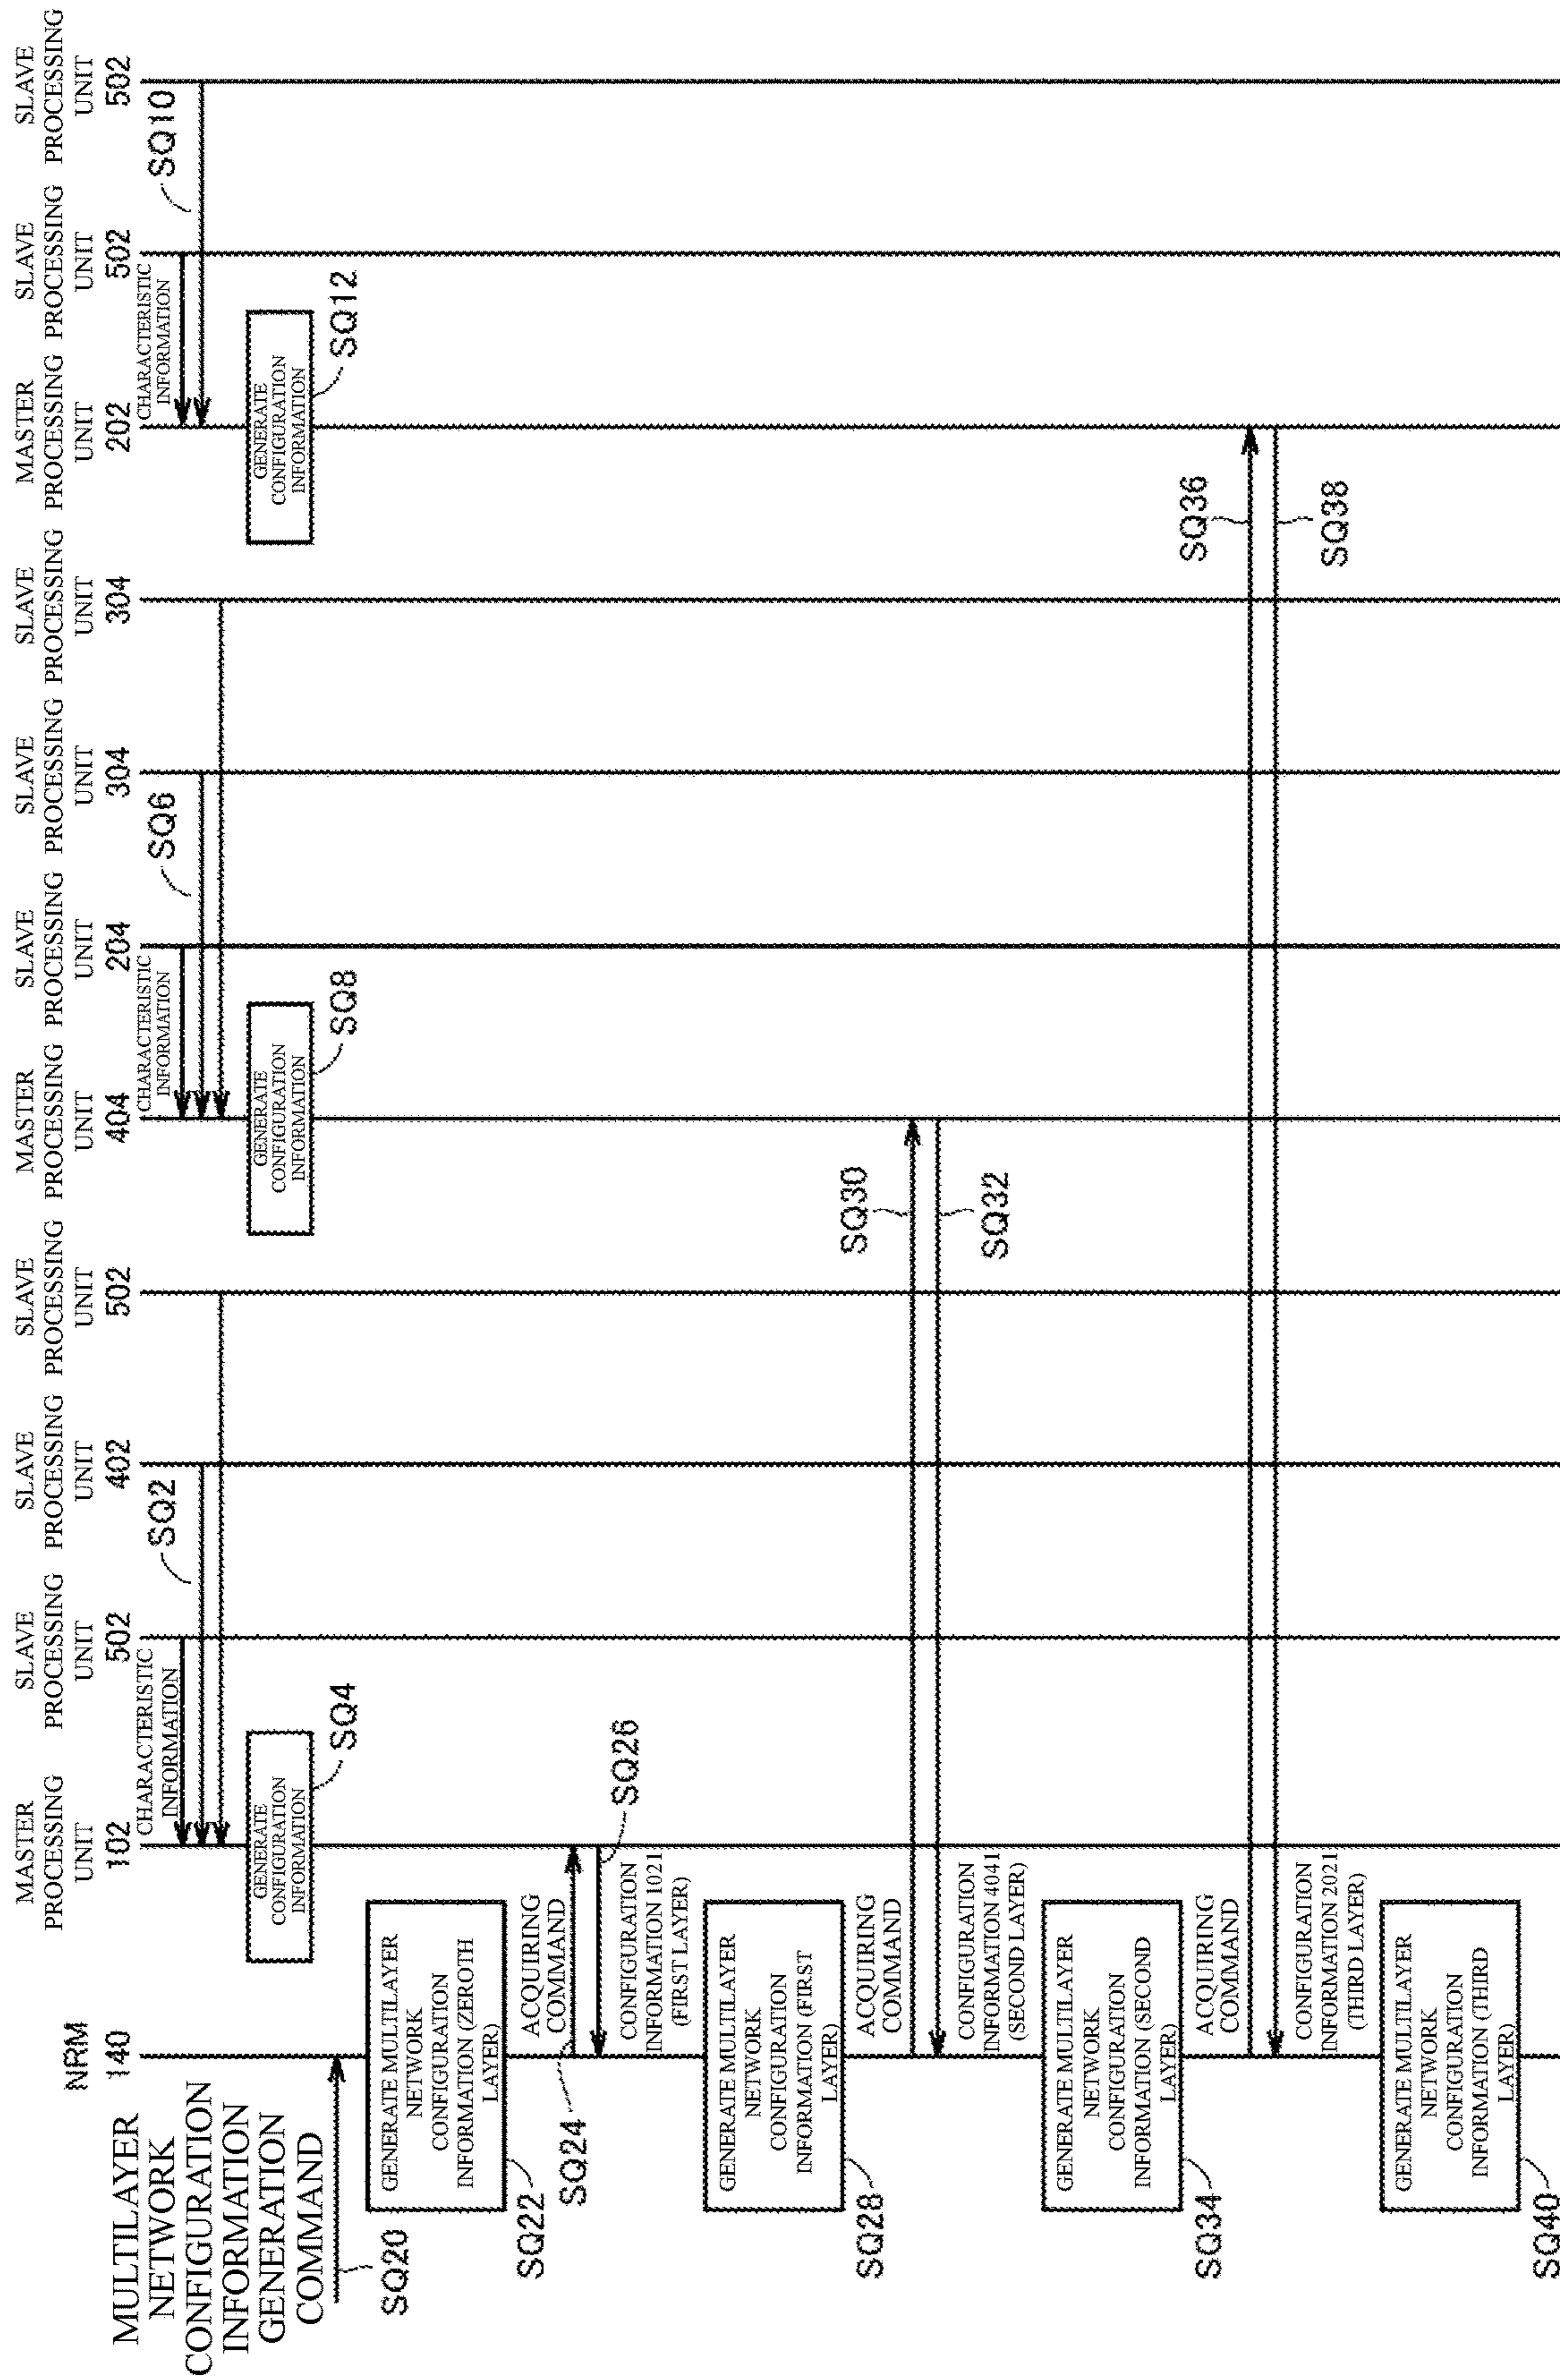 NRM
140
MASTER
PROCESSING
UNIT
102
SLAVE
PROCESSING
UNIT
502
SLAVE
PROCESSING
UNIT
402
SLAVE
PROCESSING
UNIT
502
MASTER
PROCESSING
UNIT
404
SLAVE
PROCESSING
UNIT
204
SLAVE
PROCESSING
UNIT
304
SLAVE
PROCESSING
UNIT
304
MASTER
PROCESSING
UNIT
202
SLAVE
PROCESSING
UNIT
502
SLAVE
PROCESSING
UNIT
502
CHARACTERISTIC
INFORMATION
SQ2
CHARACTERISTIC
INFORMATION
SQ6
CHARACTERISTIC
INFORMATION
SQ10
GENERATE
CONFIGURATION
INFORMATION
SQ4
GENERATE
CONFIGURATION
INFORMATION
SQ8
GENERATE
CONFIGURATION
INFORMATION
SQ12
MULTILAYER
NETWORK
CONFIGURATION
INFORMATION
GENERATION
COMMAND
SQ20
GENERATE MULTILAYER
NETWORK
CONFIGURATION
INFORMATION (ZEROTH
LAYER)
SQ22
ACQUIRING
COMMAND
SQ24
SQ26
CONFIGURATION
INFORMATION 1021
(FIRST LAYER)
GENERATE MULTILAYER
NETWORK
CONFIGURATION
INFORMATION (FIRST
LAYER)
SQ28
ACQUIRING
COMMAND
SQ30
SQ32
CONFIGURATION
INFORMATION 4041
(SECOND LAYER)
GENERATE MULTILAYER
NETWORK
CONFIGURATION
INFORMATION (SECOND
LAYER)
SQ34
ACQUIRING
COMMAND
SQ36
SQ38
CONFIGURATION
INFORMATION 2021
(THIRD LAYER)
GENERATE MULTILAYER
NETWORK
CONFIGURATION
INFORMATION (THIRD
LAYER)
SQ40